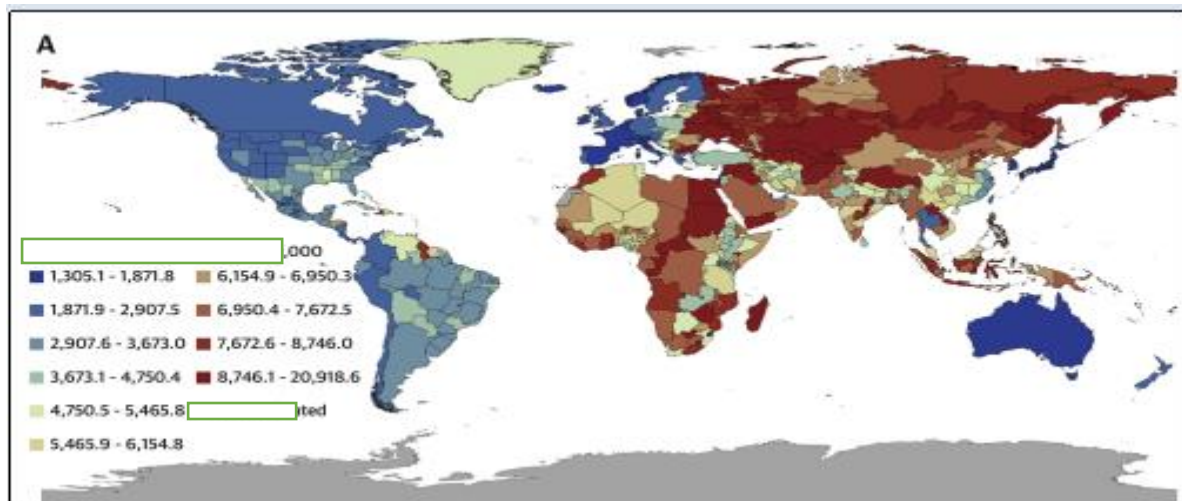 A
,000
1,305.1 - 1,871.8 6,154.9 - 6,950.3
1,871.9 - 2,907.5 6,950.4 - 7,672.5
2,907.6 - 3,673.0 7,672.6 - 8,746.0
3,673.1 - 4,750.4 8,746.1 - 20,918.6
4,750.5 - 5,465.8 ted
5,465.9 - 6,154.8